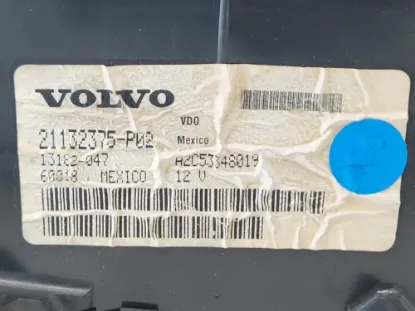 VOLVO
VDO
21132375-P02
Mexico
13182-047 A2C53348019
60018 MEXICO 12 V